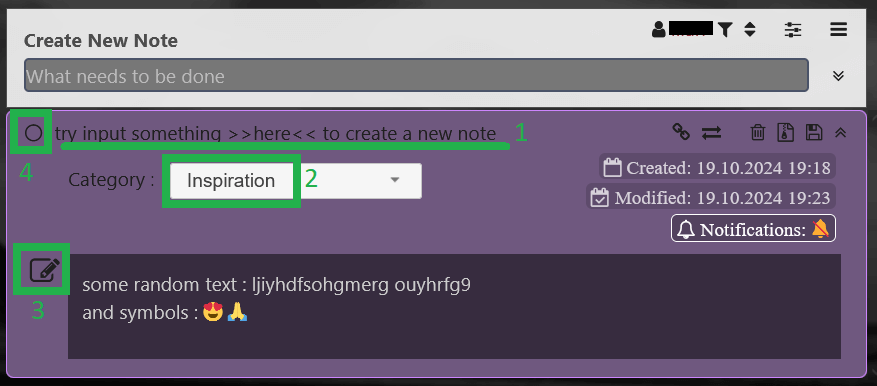 Create New Note
What needs to be done
try input something >>here<< to create a new note 1
4
Category : Inspiration 2
Created: 19.10.2024 19:18
Modified: 19.10.2024 19:23
Notifications:
3
some random text : ljiyhdfsohgmerg ouyhrfg9
and symbols : 😍🙏